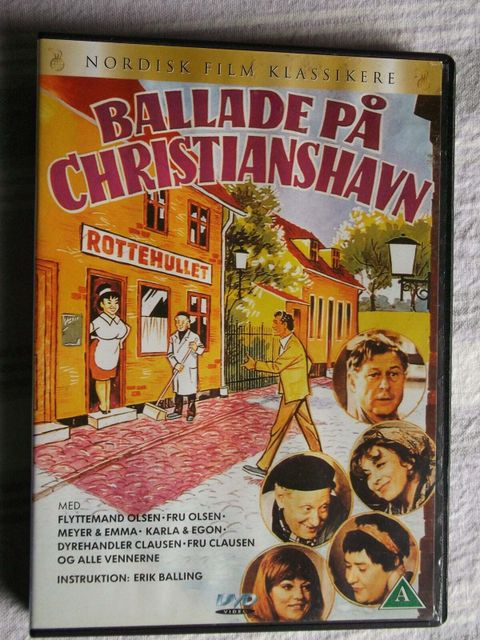 NORDISK FILM KLASSIKERE
BALLADE PÅ
CHRISTIANSHAVN
ROTTEHULLET
MED
FLYTTEMAND OLSEN · FRU OLSEN ·
MEYER & EMMA · KARLA & EGON ·
DYREHANDLER CLAUSEN · FRU CLAUSEN
OG ALLE VENNERNE
INSTRUKTION: ERIK BALLING
DVD
VIDEO
A